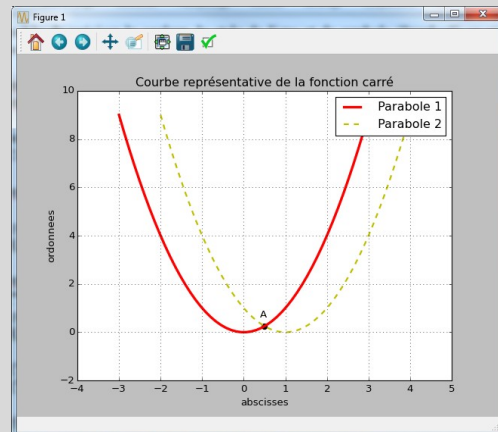 Figure 1
Courbe représentative de la fonction carré
10
8
6
4
2
0
−2
ordonnees
Parabole 1
Parabole 2
A
−4 −3 −2 −1 0 1 2 3 4 5
abscisses